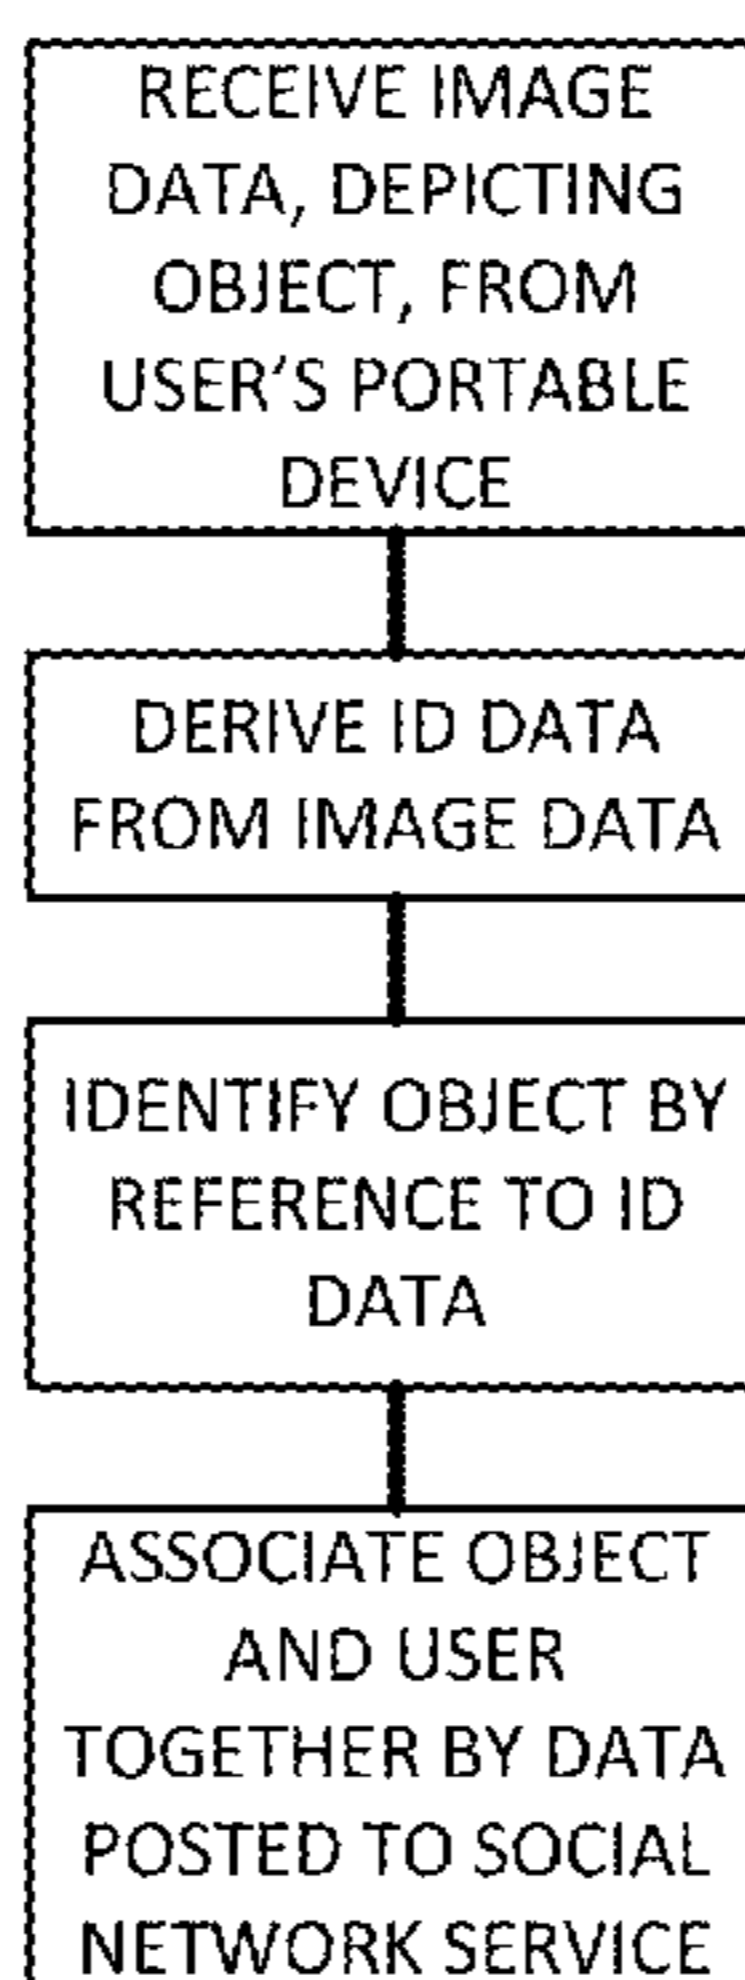 RECEIVE IMAGE
DATA, DEPICTING
OBJECT, FROM
USER'S PORTABLE
DEVICE
DERIVE ID DATA
FROM IMAGE DATA
IDENTIFY OBJECT BY
REFERENCE TO ID
DATA
ASSOCIATE OBJECT
AND USER
TOGETHER BY DATA
POSTED TO SOCIAL
NETWORK SERVICE